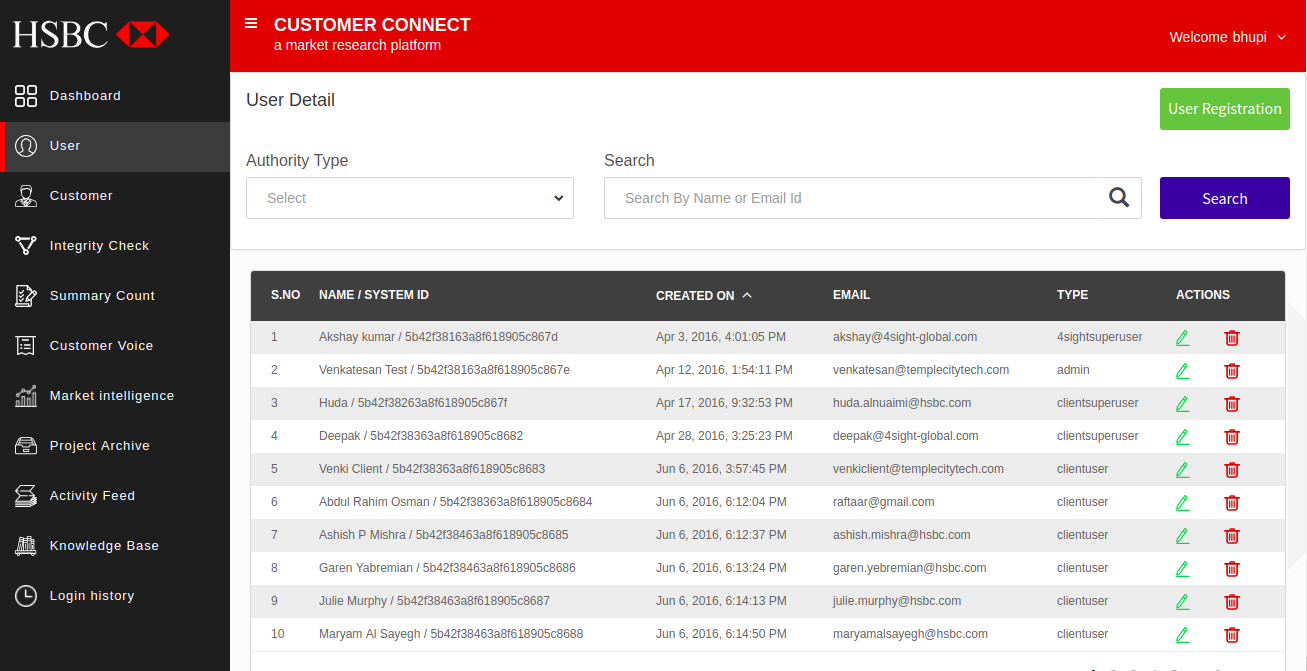 HSBC
CUSTOMER CONNECT
a market research platform
Welcome bhupi
Dashboard
User
Customer
Integrity Check
Summary Count
Customer Voice
Market intelligence
Project Archive
Activity Feed
Knowledge Base
Login history
User Detail
User Registration
Authority Type
Search
Select
Search By Name or Email Id
Search
S.NO NAME / SYSTEM ID CREATED ON EMAIL TYPE ACTIONS
1 Akshay kumar / 5b42f38163a8f618905c867d Apr 3, 2016, 4:01:05 PM akshay@4sight-global.com 4sightsuperuser
2 Venkatesan Test / 5b42f38163a8f618905c867e Apr 12, 2016, 1:54:11 PM venkatesan@templecitytech.com admin
3 Huda / 5b42f38263a8f618905c867f Apr 17, 2016, 9:32:53 PM huda.alnuaimi@hsbc.com clientsuperuser
4 Deepak / 5b42f38363a8f618905c8682 Apr 28, 2016, 3:25:23 PM deepak@4sight-global.com clientsuperuser
5 Venki Client / 5b42f38363a8f618905c8683 Jun 6, 2016, 3:57:45 PM venkiclient@templecitytech.com clientuser
6 Abdul Rahim Osman / 5b42f38363a8f618905c8684 Jun 6, 2016, 6:12:04 PM raftaar@gmail.com clientuser
7 Ashish P Mishra / 5b42f38463a8f618905c8685 Jun 6, 2016, 6:12:37 PM ashish.mishra@hsbc.com clientuser
8 Garen Yabremian / 5b42f38463a8f618905c8686 Jun 6, 2016, 6:13:24 PM garen.yebremian@hsbc.com clientuser
9 Julie Murphy / 5b42f38463a8f618905c8687 Jun 6, 2016, 6:14:13 PM julie.murphy@hsbc.com clientuser
10 Maryam Al Sayegh / 5b42f38463a8f618905c8688 Jun 6, 2016, 6:14:50 PM maryamalsayegh@hsbc.com clientuser